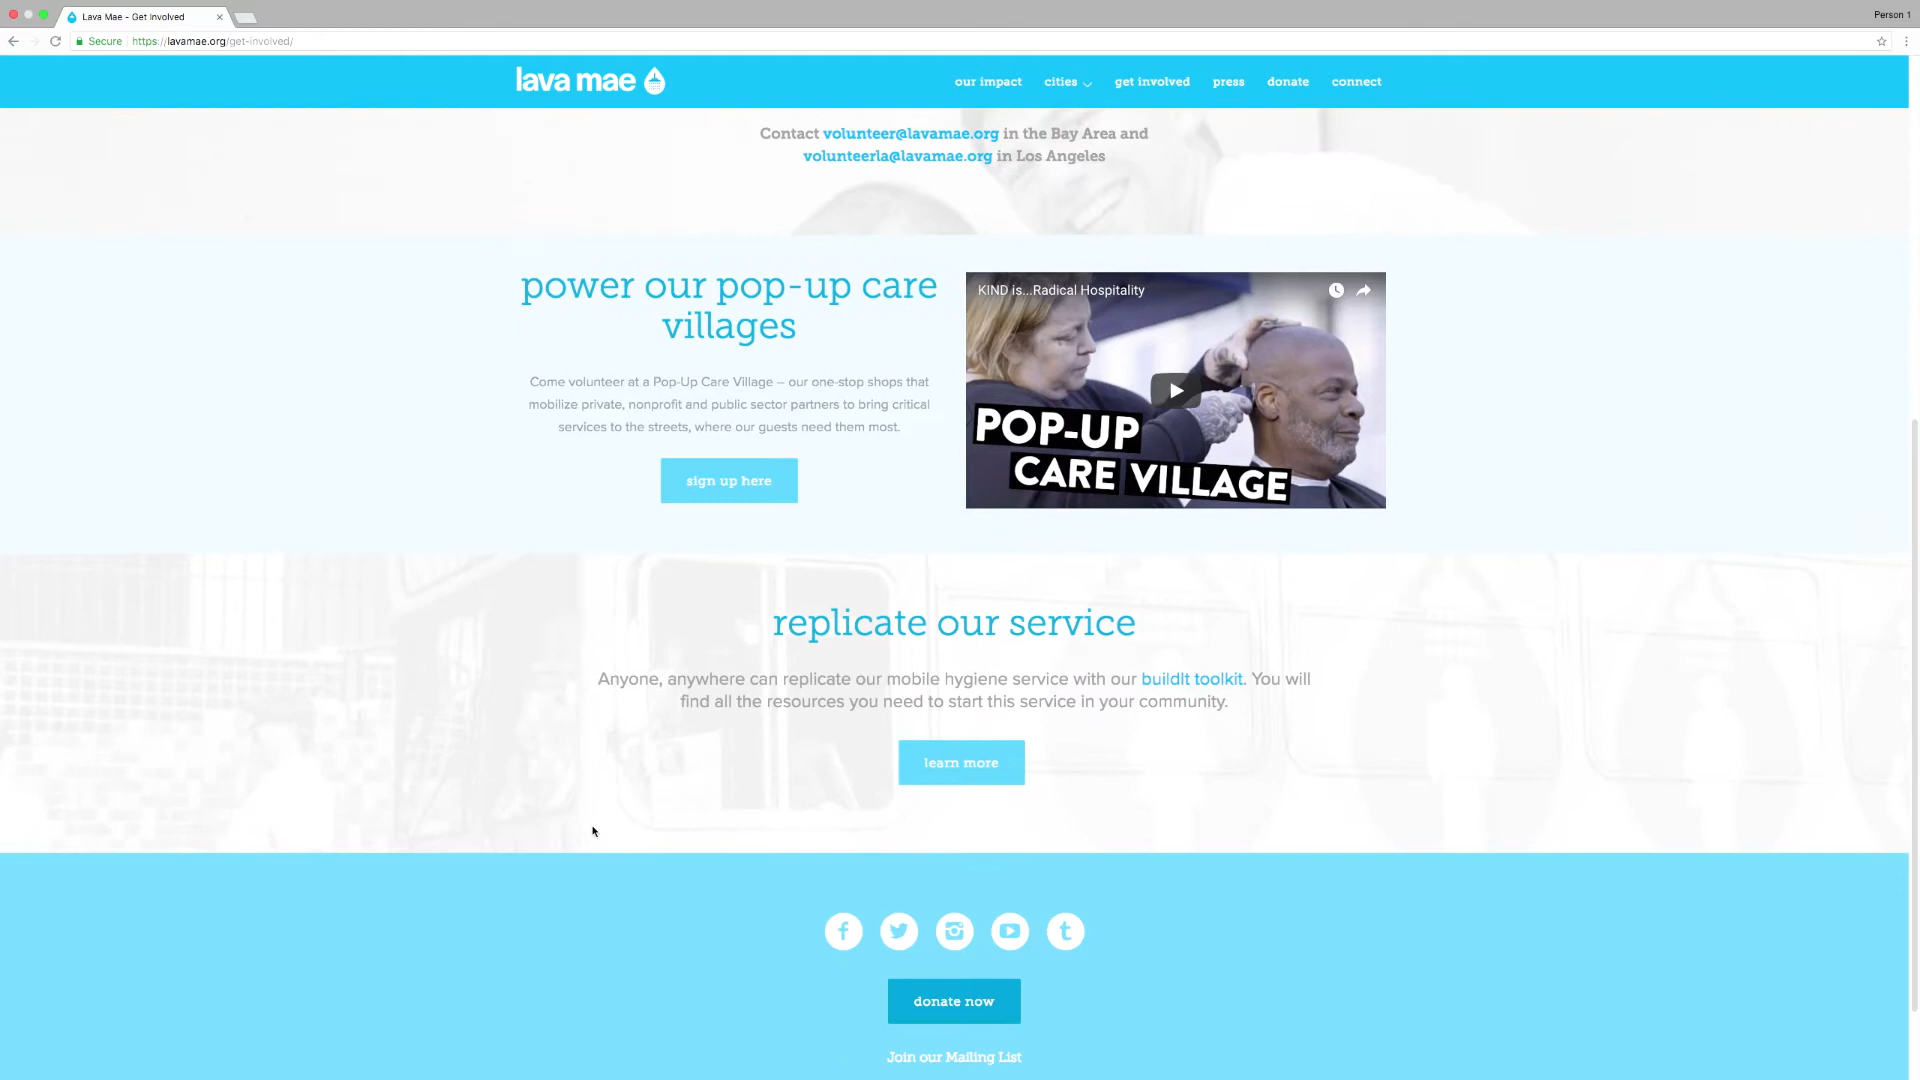 Lava Mae - Get Involved
Person 1
Secure https://lavamae.org/get-involved/
lava mae
our impact cities get involved press donate connect
Contact volunteer@lavamae.org in the Bay Area and
volunteerla@lavamae.org in Los Angeles
power our pop-up care
villages
Come volunteer at a Pop-Up Care Village – our one-stop shops that
mobilize private, nonprofit and public sector partners to bring critical
services to the streets, where our guests need them most.
sign up here
KIND is...Radical Hospitality
POP-UP
CARE VILLAGE
replicate our service
Anyone, anywhere can replicate our mobile hygiene service with our buildIt toolkit. You will
find all the resources you need to start this service in your community.
learn more
donate now
Join our Mailing List